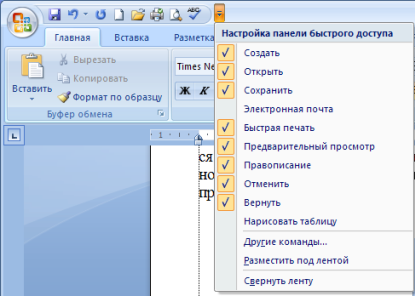 Настройка панели быстрого доступа
Главная Вставка Разметка
Создать
Открыть
Сохранить
Электронная почта
Быстрая печать
Предварительный просмотр
Правописание
Отменить
Вернуть
Нарисовать таблицу
Другие команды...
Разместить под лентой
Свернуть ленту
Вставить
Вырезать
Копировать
Формат по образцу
Буфер обмена
Times Ne
Ж К
L
1
ся
но
пр